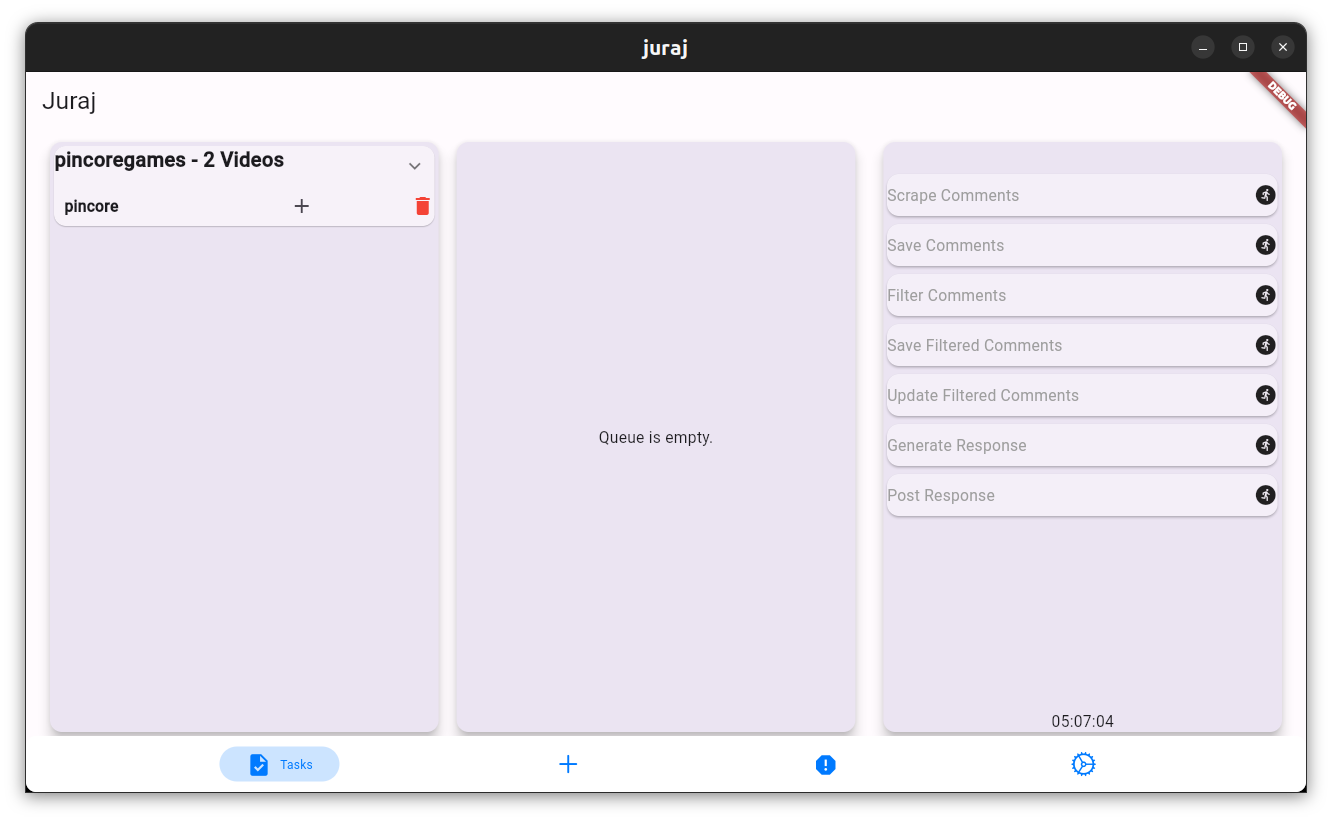 juraj
Juraj
DEBUG
pincoregames - 2 Videos
pincore
Queue is empty.
Scrape Comments
Save Comments
Filter Comments
Save Filtered Comments
Update Filtered Comments
Generate Response
Post Response
05:07:04
Tasks